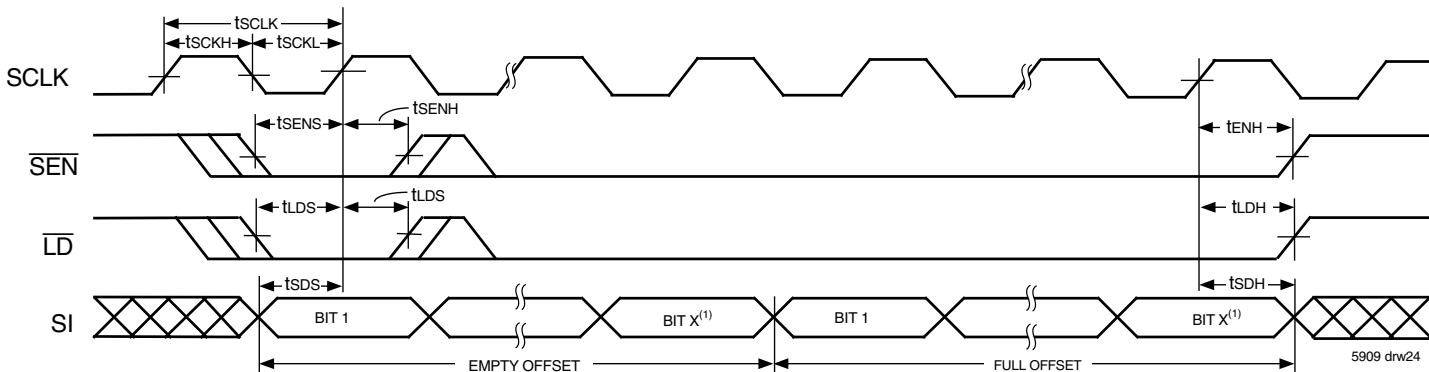 tSCLK
tSCKH tSCKL
SCLK
tSENH
tSENS tENH
SEN
tLDS
tLDS tLDH
LD
tSDS tSDH
SI BIT 1 BIT X(1) BIT 1 BIT X(1)
EMPTY OFFSET FULL OFFSET
5909 drw24